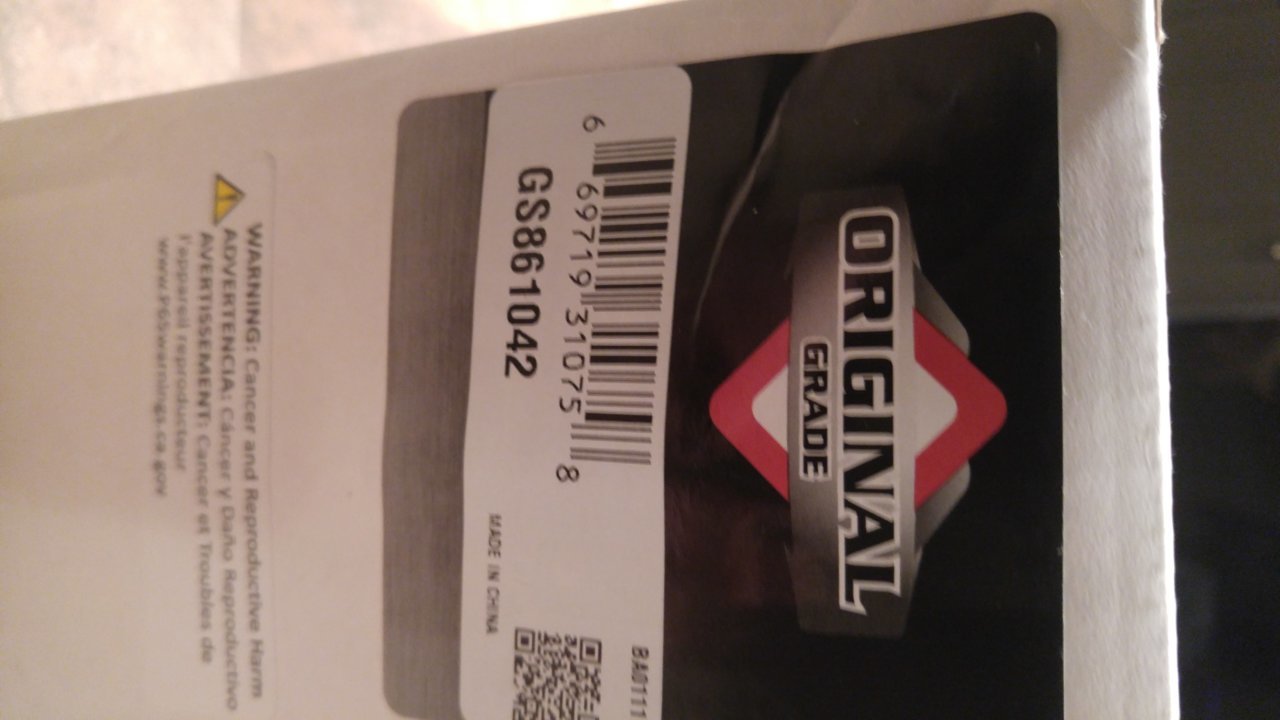 ORIGINAL
GRADE
BA0111
6 69719 31075 8
GS861042
MADE IN CHINA
WARNING: Cancer and Reproductive Harm
ADVERTENCIA: Cáncer y Daño Reproductivo
AVERTISSEMENT: Cancer et Troubles de
l'appareil reproducteur
www.P65warnings.ca.gov